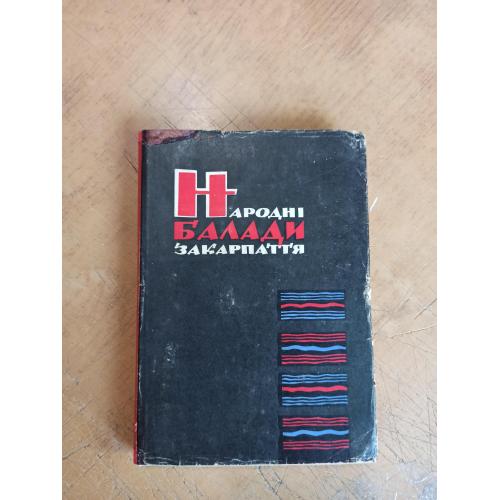 Народні
балади
Закарпаття